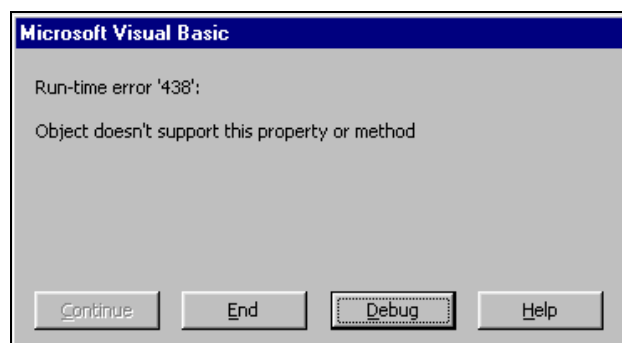 Microsoft Visual Basic
Run-time error '438':
Object doesn't support this property or method
Continue End Debug Help